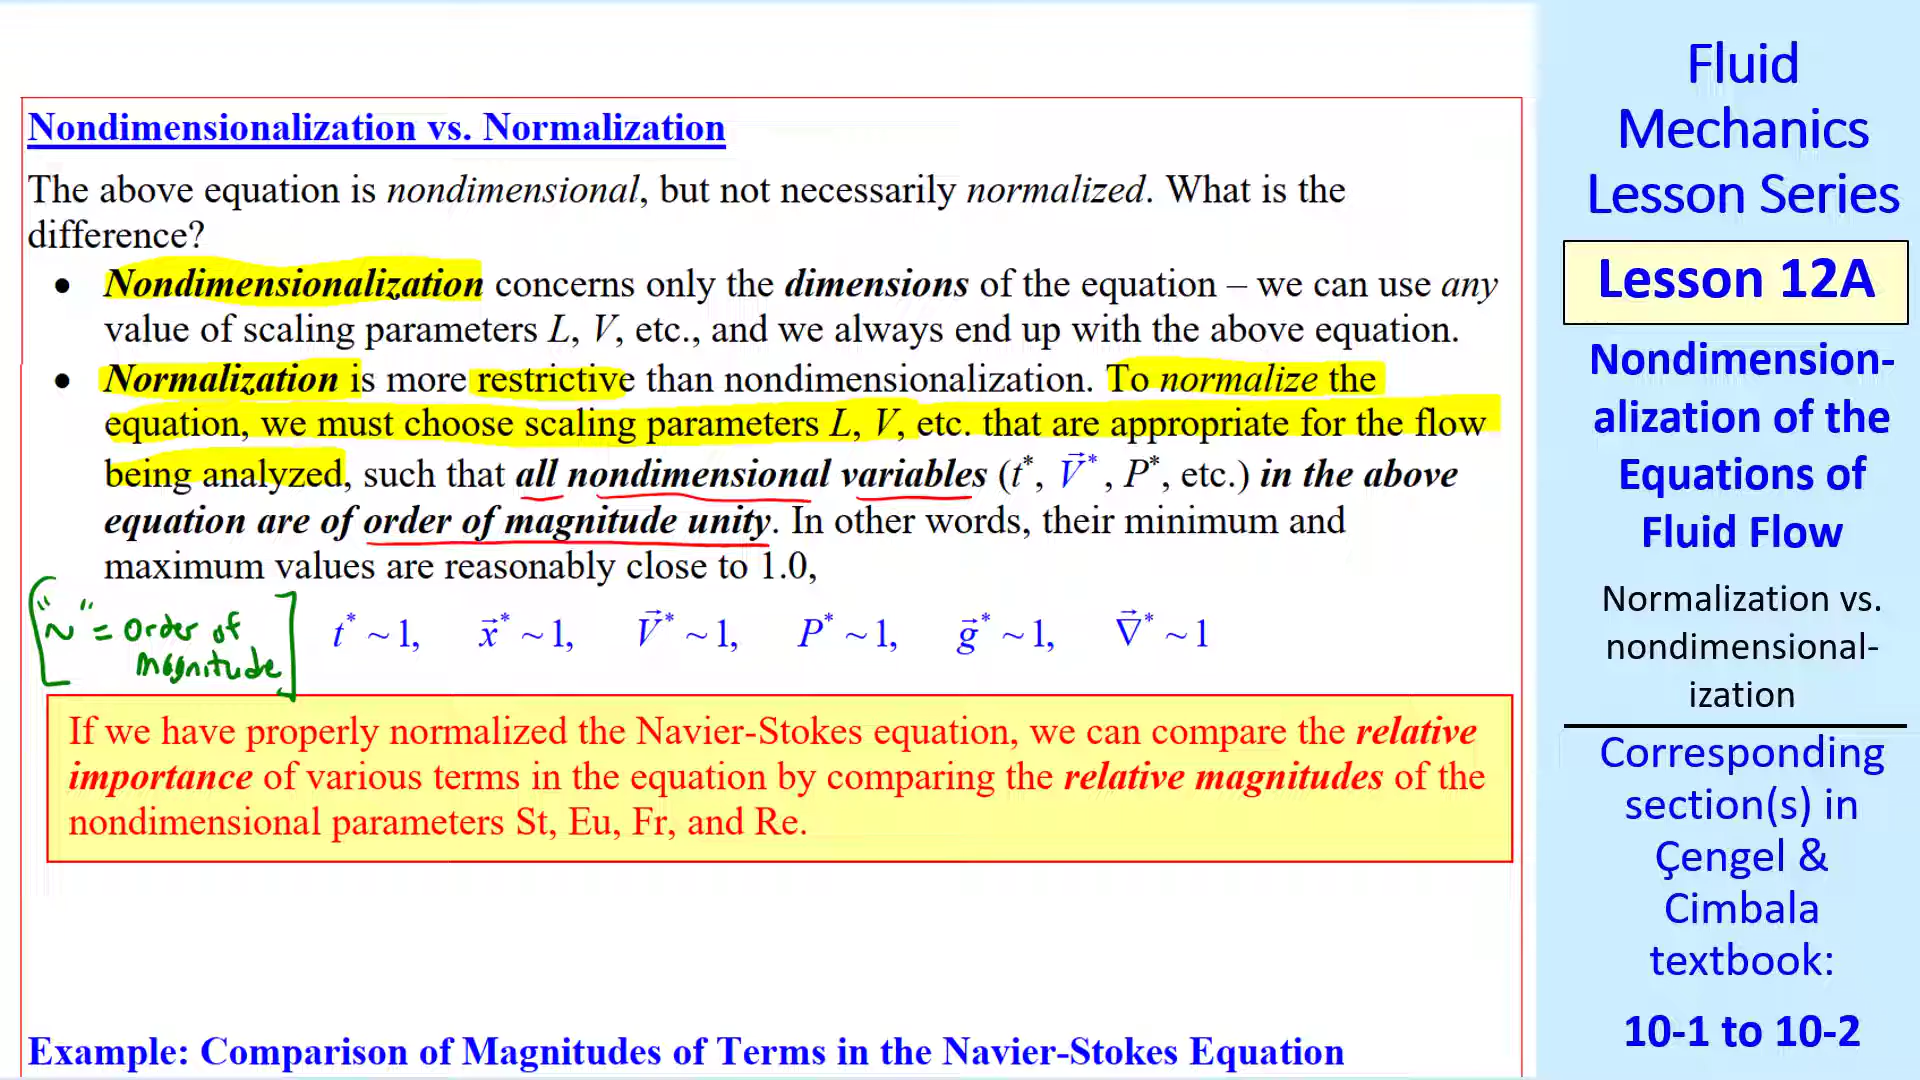 Nondimensionalization vs. Normalization
The above equation is nondimensional, but not necessarily normalized. What is the
difference?
• Nondimensionalization concerns only the dimensions of the equation – we can use any
value of scaling parameters L, V, etc., and we always end up with the above equation.
• Normalization is more restrictive than nondimensionalization. To normalize the
equation, we must choose scaling parameters L, V, etc. that are appropriate for the flow
being analyzed, such that all nondimensional variables (t*, V⃗*, P*, etc.) in the above
equation are of order of magnitude unity. In other words, their minimum and
maximum values are reasonably close to 1.0,
["~" = Order of
magnitude]
t* ~ 1, x⃗* ~ 1, V⃗* ~ 1, P* ~ 1, g⃗* ~ 1, ∇⃗* ~ 1
If we have properly normalized the Navier-Stokes equation, we can compare the relative
importance of various terms in the equation by comparing the relative magnitudes of the
nondimensional parameters St, Eu, Fr, and Re.
Example: Comparison of Magnitudes of Terms in the Navier-Stokes Equation
Fluid
Mechanics
Lesson Series
Lesson 12A
Nondimension-
alization of the
Equations of
Fluid Flow
Normalization vs.
nondimensional-
ization
Corresponding
section(s) in
Çengel &
Cimbala
textbook:
10-1 to 10-2